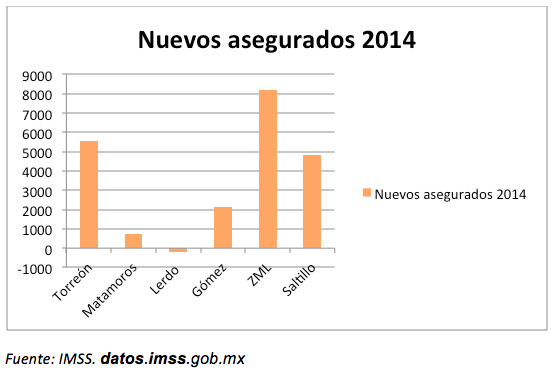 Nuevos asegurados 2014
9000
8000
7000
6000
5000
4000
3000
2000
1000
0
-1000
Torreón
Matamoros
Lerdo
Gómez
ZML
Saltillo
Nuevos asegurados 2014
Fuente: IMSS. datos.imss.gob.mx